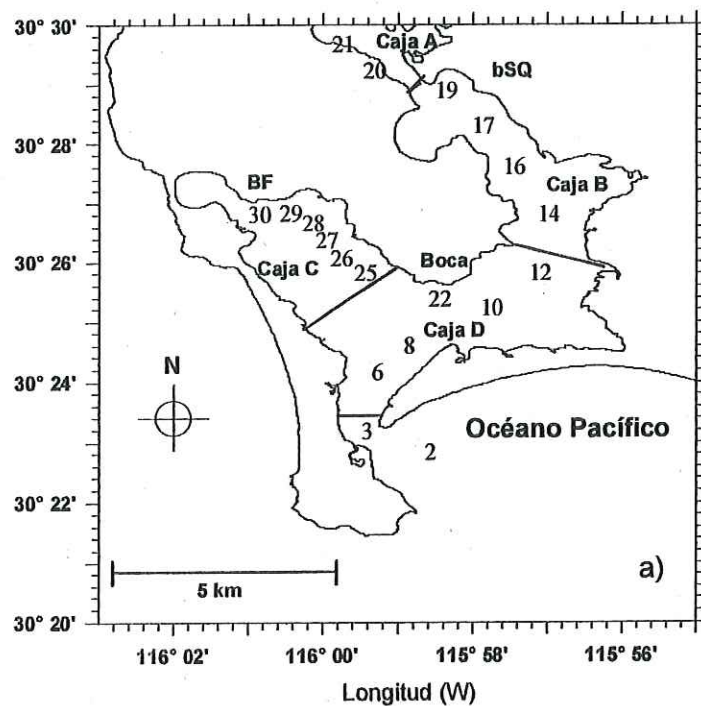 30° 30'
21
Caja A
20
19
bSQ
30° 28'
17
16
Caja B
BF
14
30
29
28
27
30° 26'
Caja C
26
25
Boca
12
22
10
Caja D
8
30° 24'
6
N
3
Océano Pacífico
2
30° 22'
a)
5 km
30° 20'
116° 02' 116° 00' 115° 58' 115° 56'
Longitud (W)